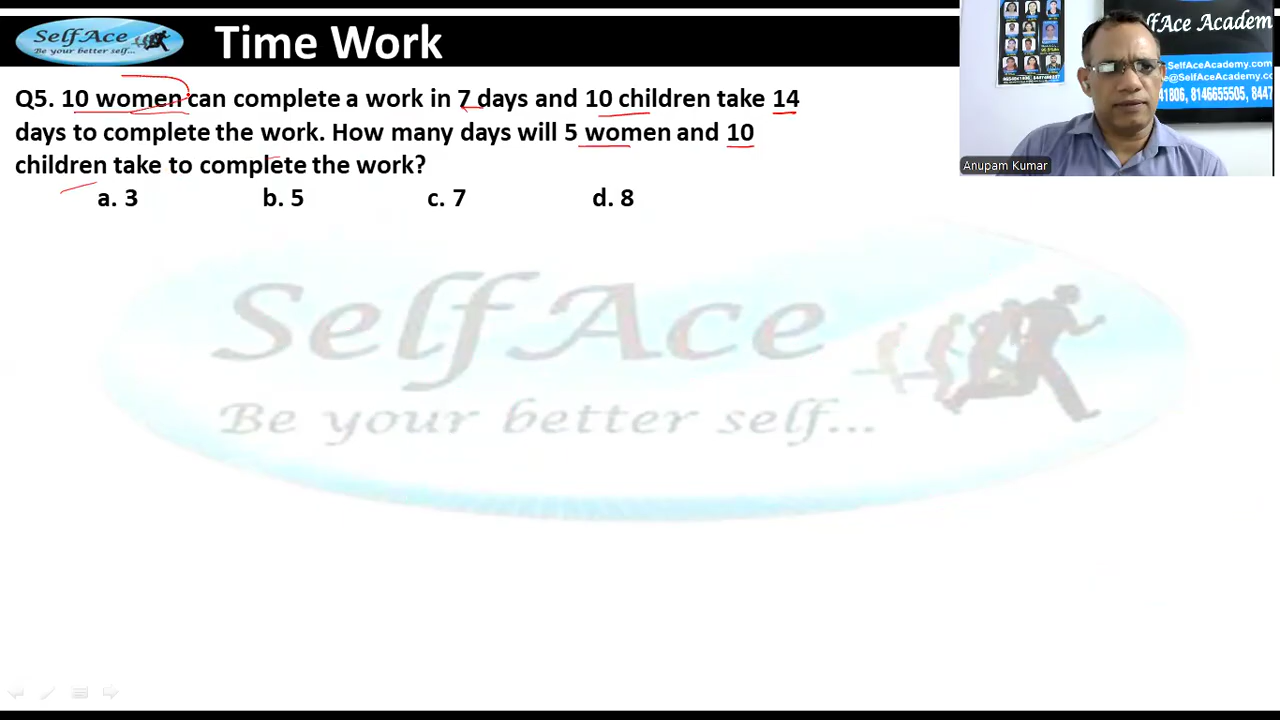 SelfAce
Be your better self...
Time Work
lfAce Academ
SelfAceAcademy.com
e@SelfAceAcademy.co
41806, 8146655505, 8447
Anupam Kumar
Q5. 10 women can complete a work in 7 days and 10 children take 14
days to complete the work. How many days will 5 women and 10
children take to complete the work?
a. 3 b. 5 c. 7 d. 8
SelfAce
Be your better self...